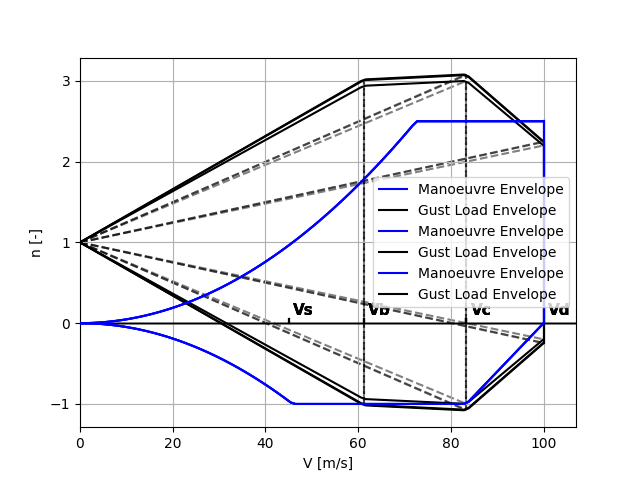 3
2
1
0
−1
n [-]
Manoeuvre Envelope
Gust Load Envelope
Manoeuvre Envelope
Gust Load Envelope
Manoeuvre Envelope
Gust Load Envelope
Vs Vb Vc Vd
0 20 40 60 80 100
V [m/s]